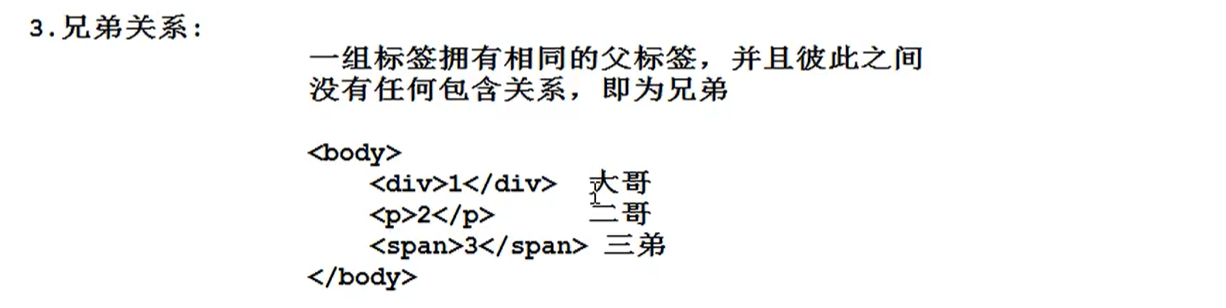 3.兄弟关系:
一组标签拥有相同的父标签，并且彼此之间
没有任何包含关系，即为兄弟
<body>
<div>1</div> 大哥
<p>2</p> 二哥
<span>3</span> 三弟
</body>